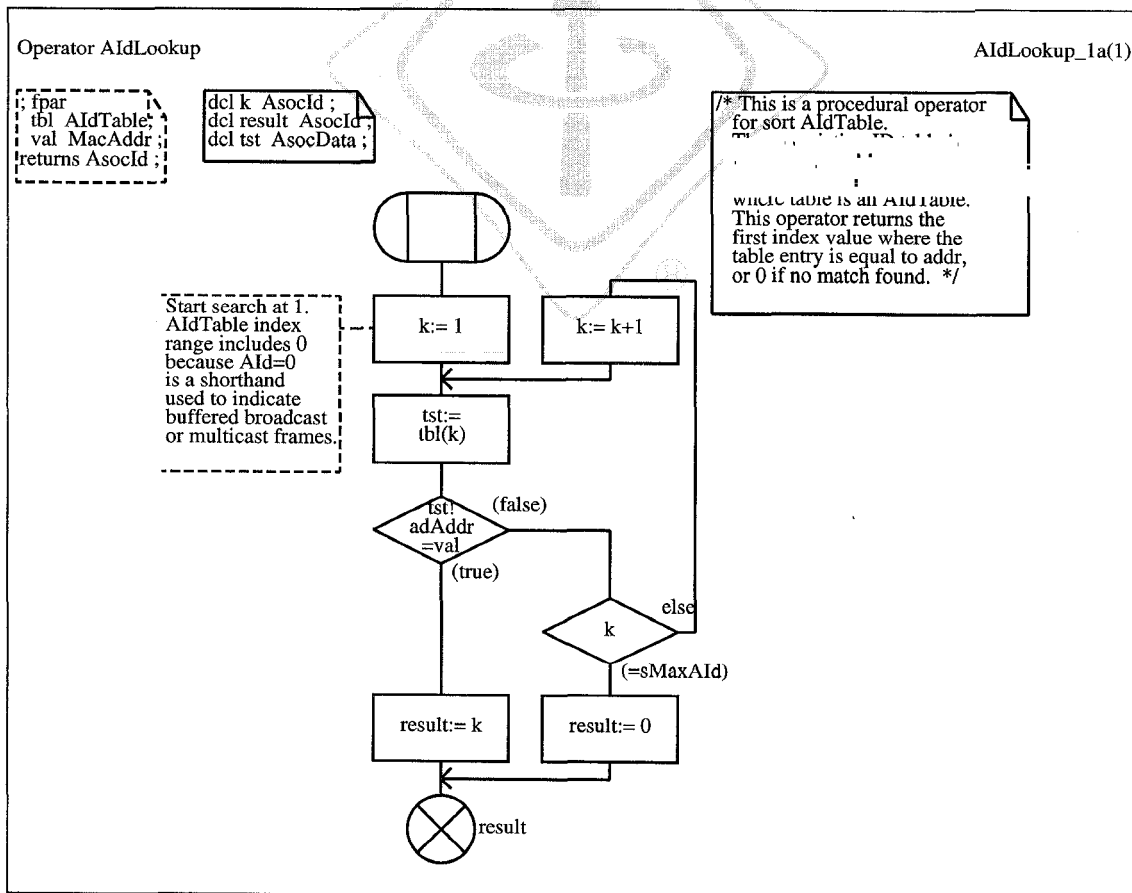 Operator AIdLookup
AIdLookup_1a(1)
; fpar
tbl AIdTable;
val MacAddr ;
returns AsocId ;
dcl k AsocId ;
dcl result AsocId ;
dcl tst AsocData ;
/* This is a procedural operator
for sort AIdTable.
where table is an AIdTable.
This operator returns the
first index value where the
table entry is equal to addr,
or 0 if no match found. */
Start search at 1.
AIdTable index
range includes 0
because AId=0
is a shorthand
used to indicate
buffered broadcast
or multicast frames.
k:= 1
k:= k+1
tst:=
tbl(k)
tst!
adAddr
=val
(false)
(true)
k
else
(=sMaxAId)
result:= k
result:= 0
result
®